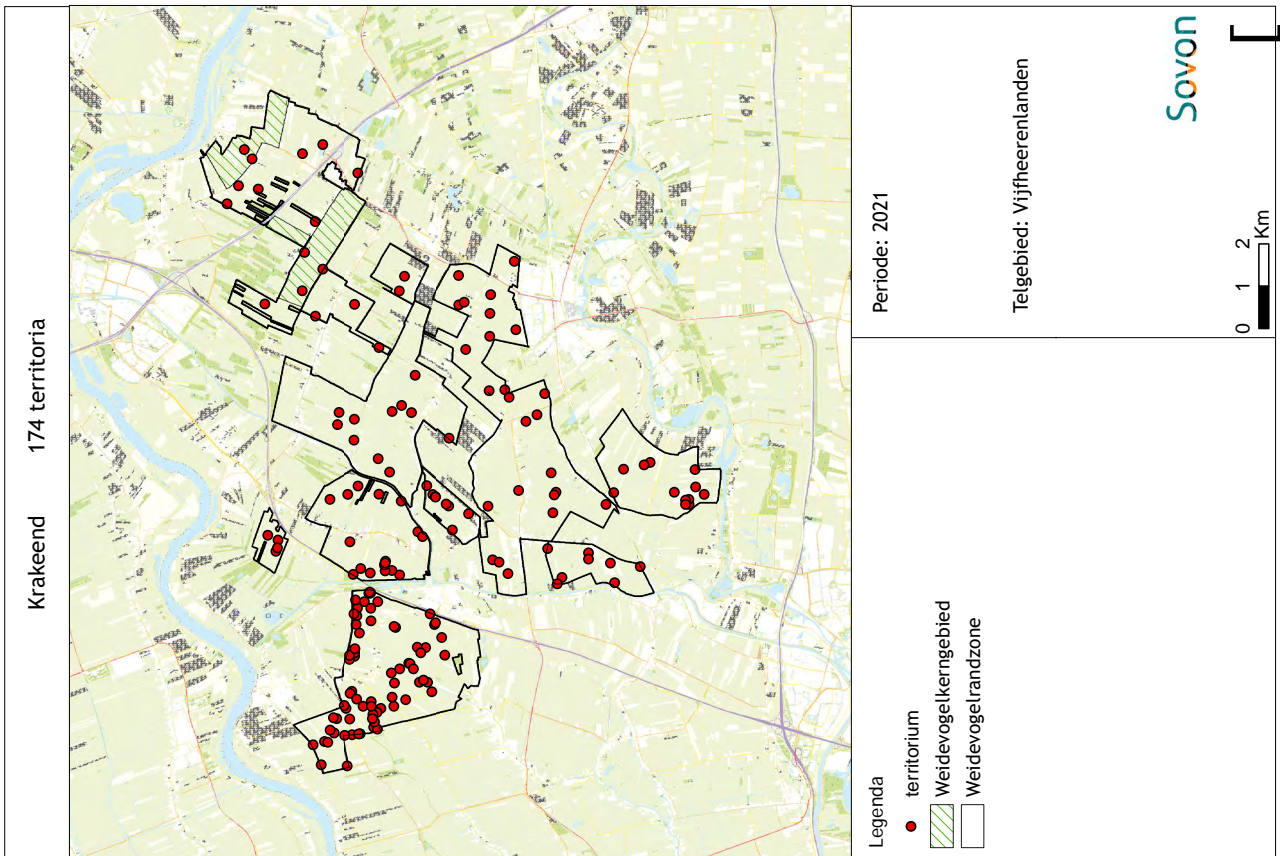 Krakeend 174 territoria
Legenda
territorium
Weidevogelkerngebied
Weidevogelrandzone
Periode: 2021
Telgebied: Vijfheerenlanden
0 1 2
Km
Sovon